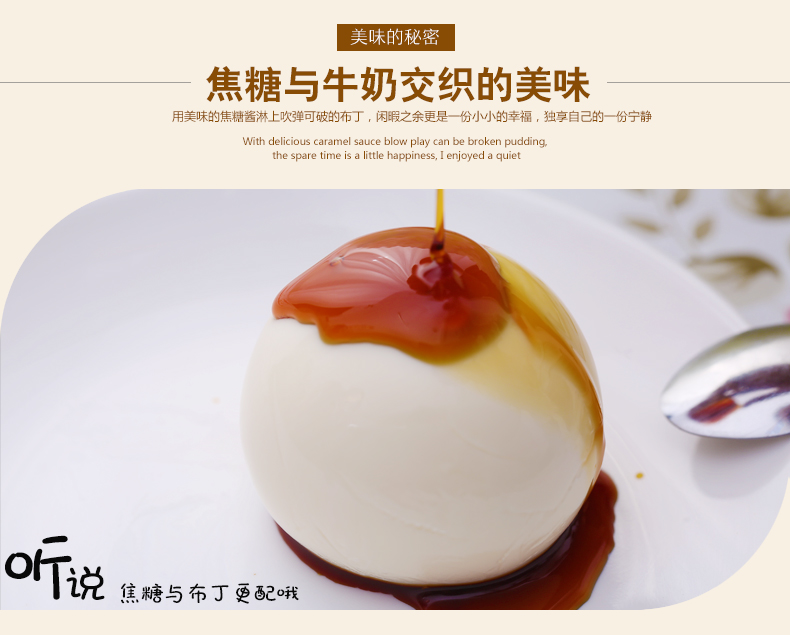 美味的秘密
焦糖与牛奶交织的美味
用美味的焦糖酱淋上吹弹可破的布丁，闲暇之余更是一份小小的幸福，独享自己的一份宁静
With delicious caramel sauce blow play can be broken pudding,
the spare time is a little happiness, I enjoyed a quiet
听说 焦糖与布丁更配哦